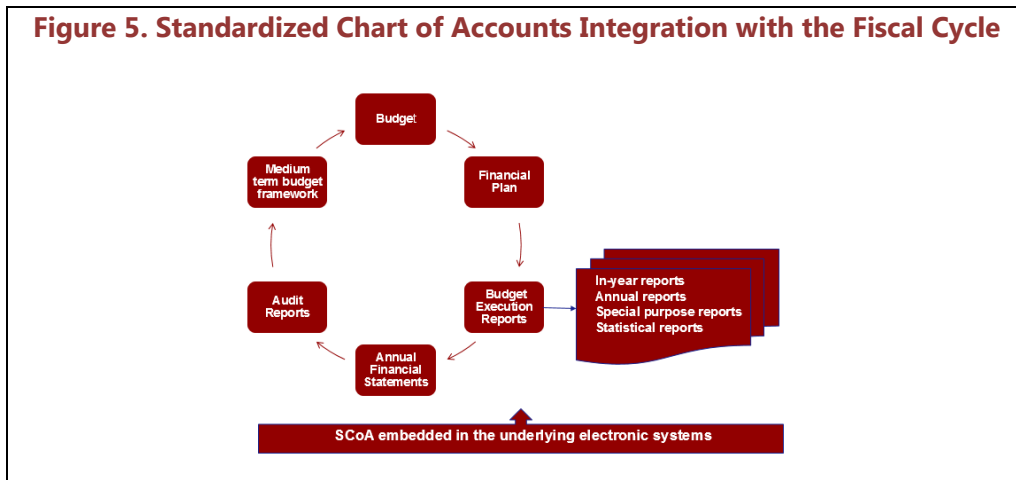 Figure 5. Standardized Chart of Accounts Integration with the Fiscal Cycle
Budget
Medium
term budget
framework
Financial
Plan
Audit
Reports
Budget
Execution
Reports
In-year reports
Annual reports
Special purpose reports
Statistical reports
Annual
Financial
Statements
SCoA embedded in the underlying electronic systems